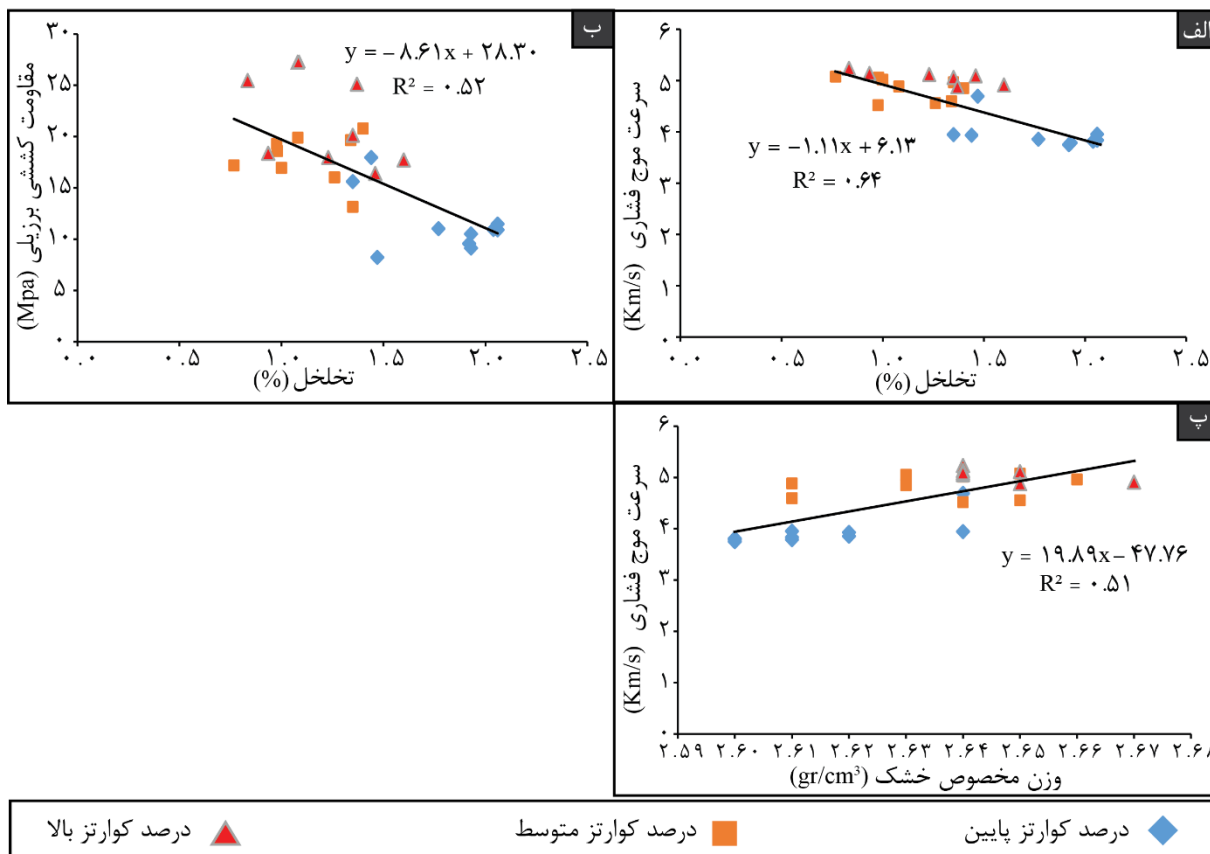 الف
۶
۵
۴
۳
۲
۱
۰
سرعت موج فشاری (Km/s)
y = −۱.۱۱x + ۶.۱۳
R² = ۰.۶۴
۰.۰ ۰.۵ ۱.۰ ۱.۵ ۲.۰ ۲.۵
تخلخل (%)
ب
۳۰
۲۵
۲۰
۱۵
۱۰
۵
۰
مقاومت کششی برزیلی (Mpa)
y = −۸.۶۱x + ۲۸.۳۰
R² = ۰.۵۲
۰.۰ ۰.۵ ۱.۰ ۱.۵ ۲.۰ ۲.۵
تخلخل (%)
پ
۶
۵
۴
۳
۲
۱
۰
سرعت موج فشاری (Km/s)
y = ۱۹.۸۹x − ۴۷.۷۶
R² = ۰.۵۱
۲.۵۹ ۲.۶۰ ۲.۶۱ ۲.۶۲ ۲.۶۳ ۲.۶۴ ۲.۶۵ ۲.۶۶ ۲.۶۷ ۲.۶۸
وزن مخصوص خشک (gr/cm³)
درصد کوارتز پایین درصد کوارتز متوسط درصد کوارتز بالا